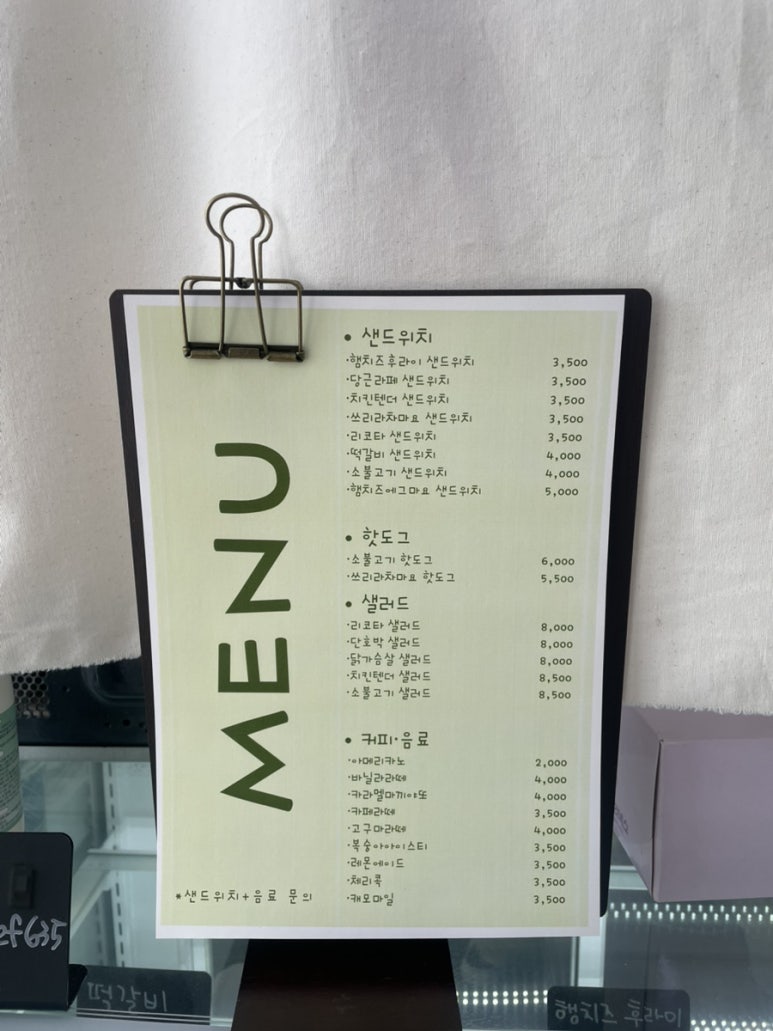 MENU
• 샌드위치
·햄치즈후라이 샌드위치 3,500
·당근라페 샌드위치 3,500
·치킨텐더 샌드위치 3,500
·쓰리라차마요 샌드위치 3,500
·리코타 샌드위치 3,500
·떡갈비 샌드위치 4,000
·소불고기 샌드위치 4,000
·햄치즈에그마요 샌드위치 5,000
• 핫도그
·소불고기 핫도그 6,000
·쓰리라차마요 핫도그 5,500
• 샐러드
·리코타 샐러드 8,000
·단호박 샐러드 8,000
·닭가슴살 샐러드 8,000
·치킨텐더 샐러드 8,500
·소불고기 샐러드 8,500
• 커피·음료
·아메리카노 2,000
·바닐라라떼 4,000
·카라멜마끼야또 4,000
·카페라떼 3,500
·고구마라떼 4,000
·복숭아아이스티 3,500
·레몬에이드 3,500
·체리콕 3,500
·캐모마일 3,500
*샌드위치+음료 문의
떡갈비
햄치즈 후라이